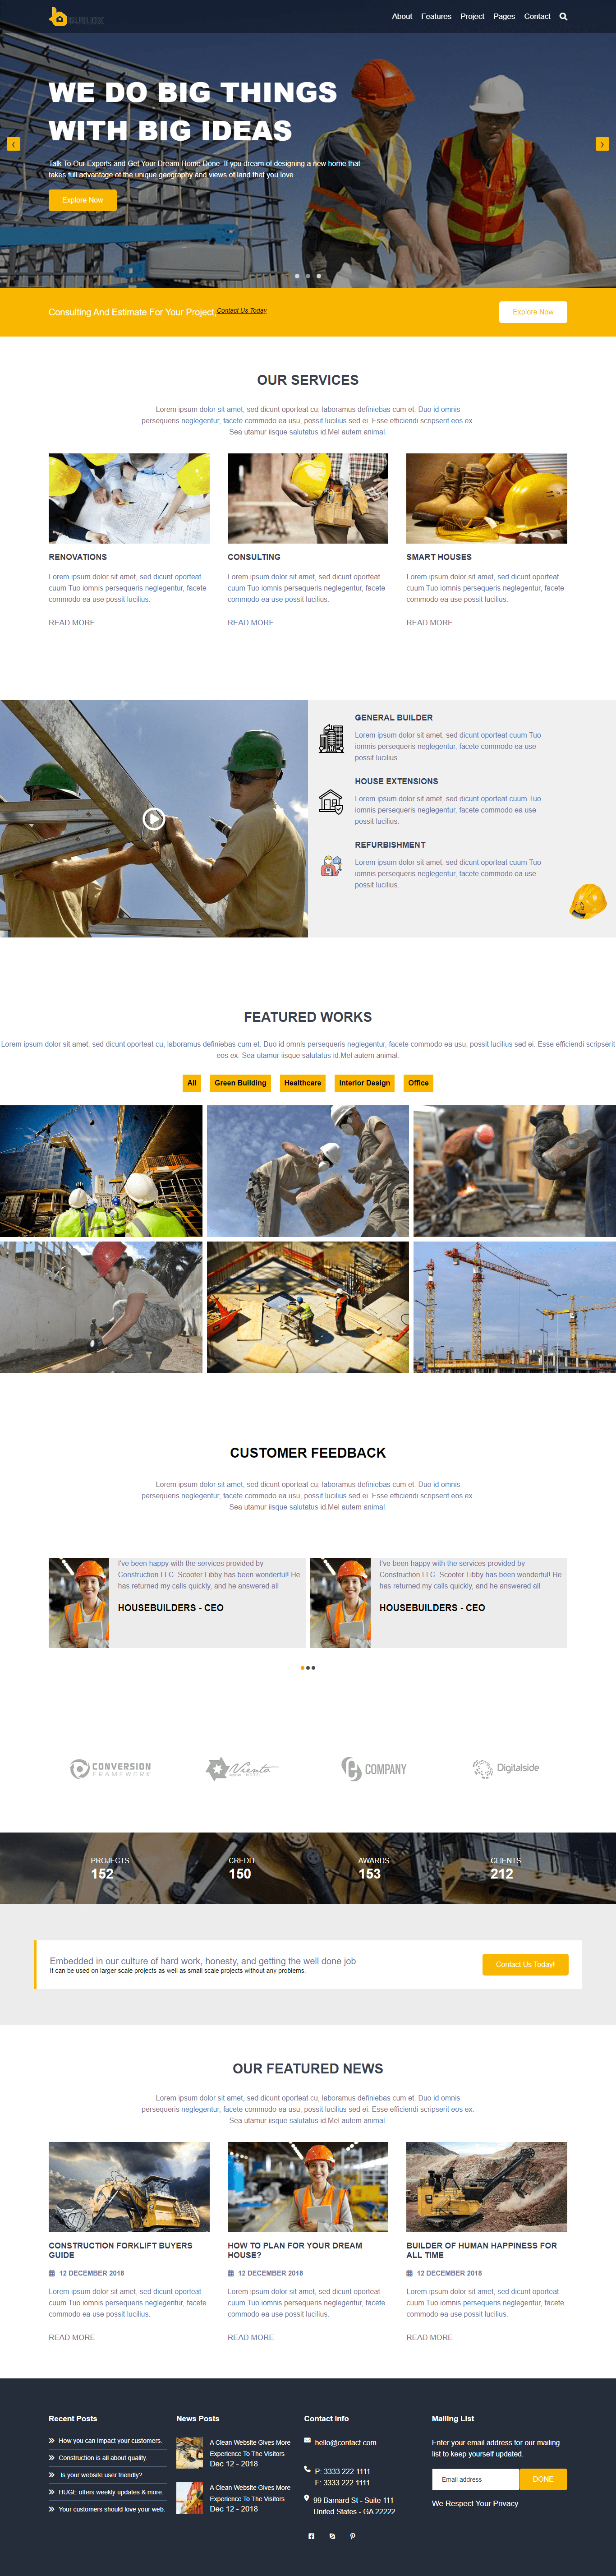 BUILDX
About Features Project Pages Contact
WE DO BIG THINGS
WITH BIG IDEAS
Talk To Our Experts and Get Your Dream Home Done. If you dream of designing a new home that
takes full advantage of the unique geography and views of land that you love
Explore Now
Consulting And Estimate For Your Project, Contact Us Today
Explore Now
OUR SERVICES
Lorem ipsum dolor sit amet, sed dicunt oporteat cu, laboramus definiebas cum et. Duo id omnis
persequeris neglegentur, facete commodo ea usu, possit lucilius sed ei. Esse efficiendi scripserit eos ex.
Sea utamur iisque salutatus id.Mel autem animal.
RENOVATIONS
Lorem ipsum dolor sit amet, sed dicunt oporteat
cuum Tuo iomnis persequeris neglegentur, facete
commodo ea use possit lucilius.
READ MORE
CONSULTING
Lorem ipsum dolor sit amet, sed dicunt oporteat
cuum Tuo iomnis persequeris neglegentur, facete
commodo ea use possit lucilius.
READ MORE
SMART HOUSES
Lorem ipsum dolor sit amet, sed dicunt oporteat
cuum Tuo iomnis persequeris neglegentur, facete
commodo ea use possit lucilius.
READ MORE
GENERAL BUILDER
Lorem ipsum dolor sit amet, sed dicunt oporteat cuum Tuo
iomnis persequeris neglegentur, facete commodo ea use
possit lucilius.
HOUSE EXTENSIONS
Lorem ipsum dolor sit amet, sed dicunt oporteat cuum Tuo
iomnis persequeris neglegentur, facete commodo ea use
possit lucilius.
REFURBISHMENT
Lorem ipsum dolor sit amet, sed dicunt oporteat cuum Tuo
iomnis persequeris neglegentur, facete commodo ea use
possit lucilius.
FEATURED WORKS
Lorem ipsum dolor sit amet, sed dicunt oporteat cu, laboramus definiebas cum et. Duo id omnis persequeris neglegentur, facete commodo ea usu, possit lucilius sed ei. Esse efficiendi scripserit
eos ex. Sea utamur iisque salutatus id.Mel autem animal.
All Green Building Healthcare Interior Design Office
CUSTOMER FEEDBACK
Lorem ipsum dolor sit amet, sed dicunt oporteat cu, laboramus definiebas cum et. Duo id omnis
persequeris neglegentur, facete commodo ea usu, possit lucilius sed ei. Esse efficiendi scripserit eos ex.
Sea utamur iisque salutatus id.Mel autem animal.
I've been happy with the services provided by
Construction LLC. Scooter Libby has been wonderful! He
has returned my calls quickly, and he answered all
HOUSEBUILDERS - CEO
I've been happy with the services provided by
Construction LLC. Scooter Libby has been wonderful! He
has returned my calls quickly, and he answered all
HOUSEBUILDERS - CEO
CONVERSION
FRAMEWORK
Viento
COMPANY
Digitalside
PROJECTS
152
CREDIT
150
AWARDS
153
CLIENTS
212
Embedded in our culture of hard work, honesty, and getting the well done job
It can be used on larger scale projects as well as small scale projects without any problems.
Contact Us Today!
OUR FEATURED NEWS
Lorem ipsum dolor sit amet, sed dicunt oporteat cu, laboramus definiebas cum et. Duo id omnis
persequeris neglegentur, facete commodo ea usu, possit lucilius sed ei. Esse efficiendi scripserit eos ex.
Sea utamur iisque salutatus id.Mel autem animal.
CONSTRUCTION FORKLIFT BUYERS
GUIDE
12 DECEMBER 2018
Lorem ipsum dolor sit amet, sed dicint oporteat
cuum Tuo iomnis persequeris neglegentur, facete
commodo ea use possit lucilius.
READ MORE
HOW TO PLAN FOR YOUR DREAM
HOUSE?
12 DECEMBER 2018
Lorem ipsum dolor sit amet, sed dicint oporteat
cuum Tuo iomnis persequeris neglegentur, facete
commodo ea use possit lucilius.
READ MORE
BUILDER OF HUMAN HAPPINESS FOR
ALL TIME
12 DECEMBER 2018
Lorem ipsum dolor sit amet, sed dicint oporteat
cuum Tuo iomnis persequeris neglegentur, facete
commodo ea use possit lucilius.
READ MORE
Recent Posts
How you can impact your customers.
Construction is all about quality.
Is your website user friendly?
HUGE offers weekly updates & more.
Your customers should love your web.
News Posts
A Clean Website Gives More
Experience To The Visitors
Dec 12 - 2018
A Clean Website Gives More
Experience To The Visitors
Dec 12 - 2018
Contact Info
hello@contact.com
P: 3333 222 1111
F: 3333 222 1111
99 Barnard St - Suite 111
United States - GA 22222
Mailing List
Enter your email address for our mailing
list to keep yourself updated.
Email address
DONE
We Respect Your Privacy